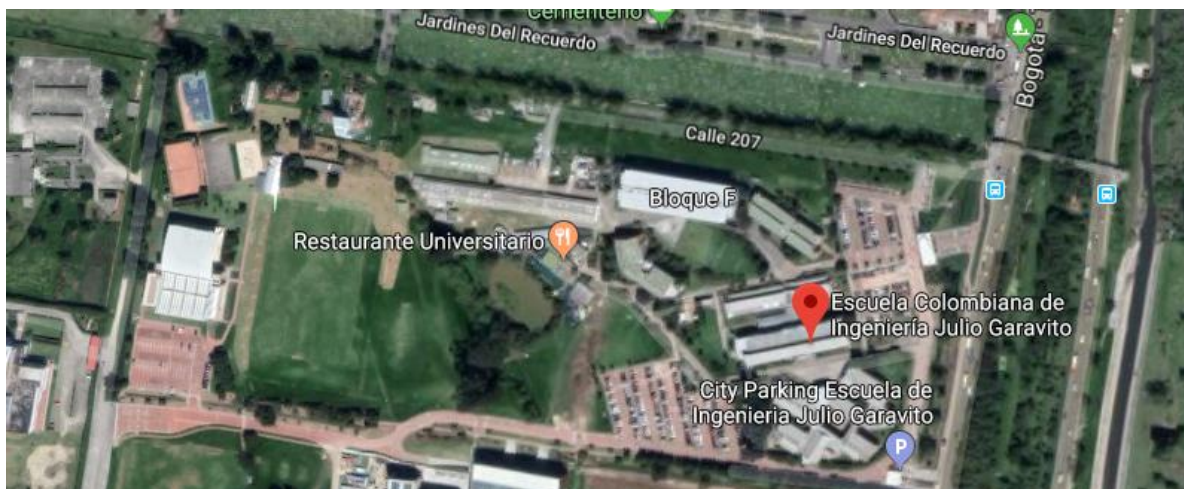 Cementerio
Jardines Del Recuerdo
Jardines Del Recuerdo
Bogotá -
Calle 207
Bloque F
Restaurante Universitario
Escuela Colombiana de
Ingeniería Julio Garavito
City Parking Escuela de
Ingenieria Julio Garavito
P